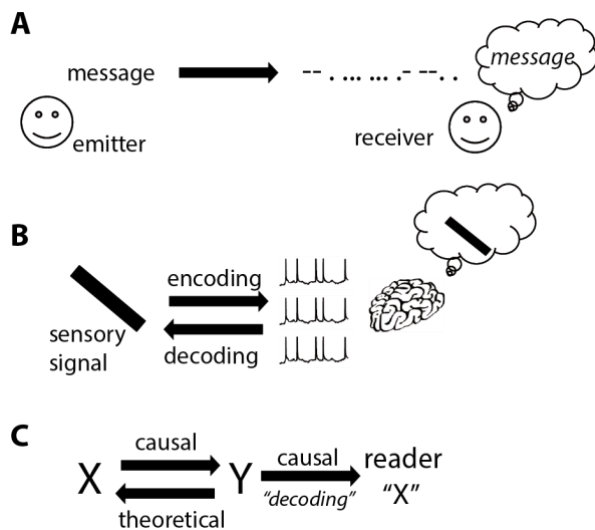 A
message
-- . ... ... .- --. .
message
emitter
receiver
B
encoding
sensory
signal
decoding
C
X
causal
Y
causal
reader
theoretical
"decoding"
"X"